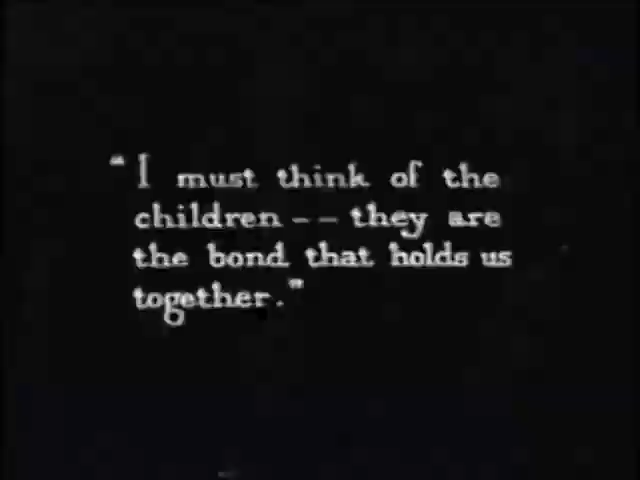 "I must think of the
children -- they are
the bond that holds us
together."